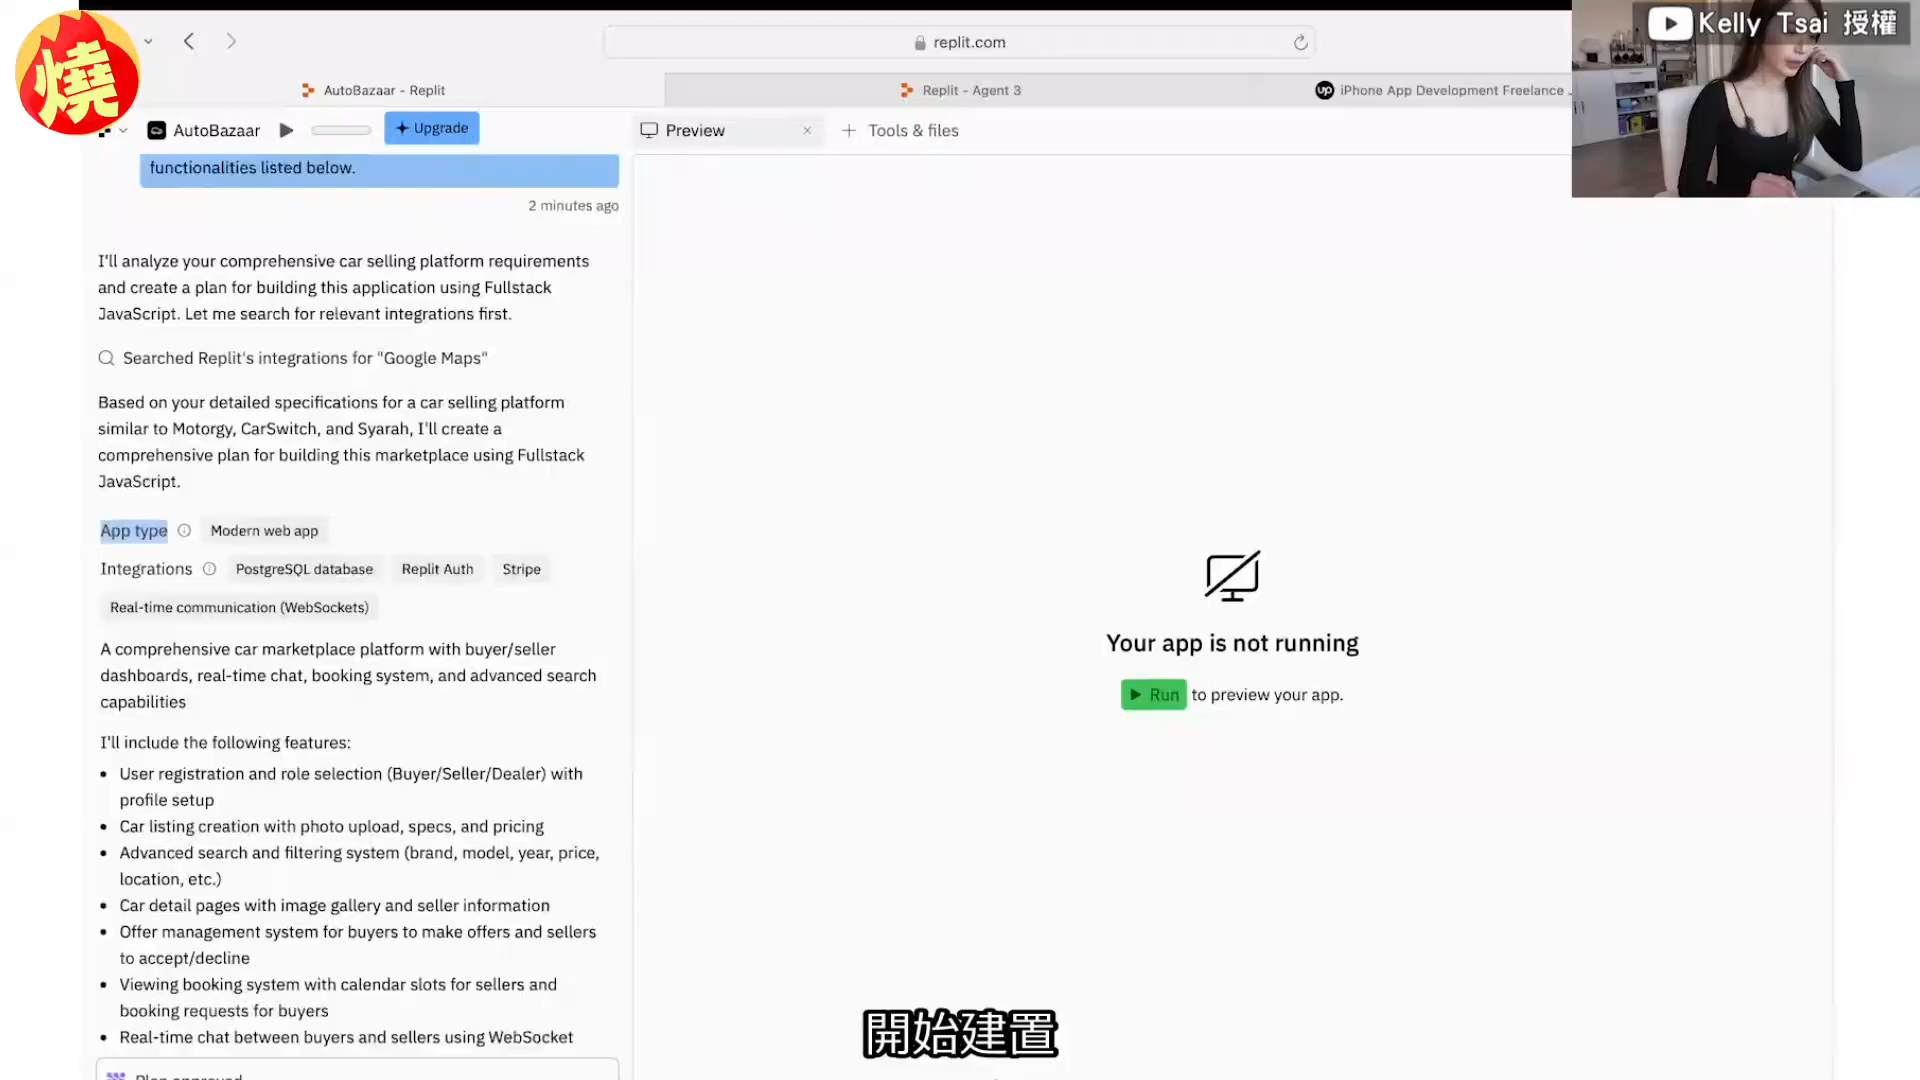 燒
Kelly Tsai 授權
replit.com
AutoBazaar - Replit
Replit - Agent 3
iPhone App Development Freelance
AutoBazaar
Upgrade
Preview
Tools & files
functionalities listed below.
2 minutes ago
I'll analyze your comprehensive car selling platform requirements
and create a plan for building this application using Fullstack
JavaScript. Let me search for relevant integrations first.
Searched Replit's integrations for "Google Maps"
Based on your detailed specifications for a car selling platform
similar to Motorgy, CarSwitch, and Syarah, I'll create a
comprehensive plan for building this marketplace using Fullstack
JavaScript.
App type Modern web app
Integrations PostgreSQL database Replit Auth Stripe
Real-time communication (WebSockets)
A comprehensive car marketplace platform with buyer/seller
dashboards, real-time chat, booking system, and advanced search
capabilities
I'll include the following features:
• User registration and role selection (Buyer/Seller/Dealer) with
profile setup
• Car listing creation with photo upload, specs, and pricing
• Advanced search and filtering system (brand, model, year, price,
location, etc.)
• Car detail pages with image gallery and seller information
• Offer management system for buyers to make offers and sellers
to accept/decline
• Viewing booking system with calendar slots for sellers and
booking requests for buyers
• Real-time chat between buyers and sellers using WebSocket
Plan approved
Your app is not running
Run to preview your app.
開始建置